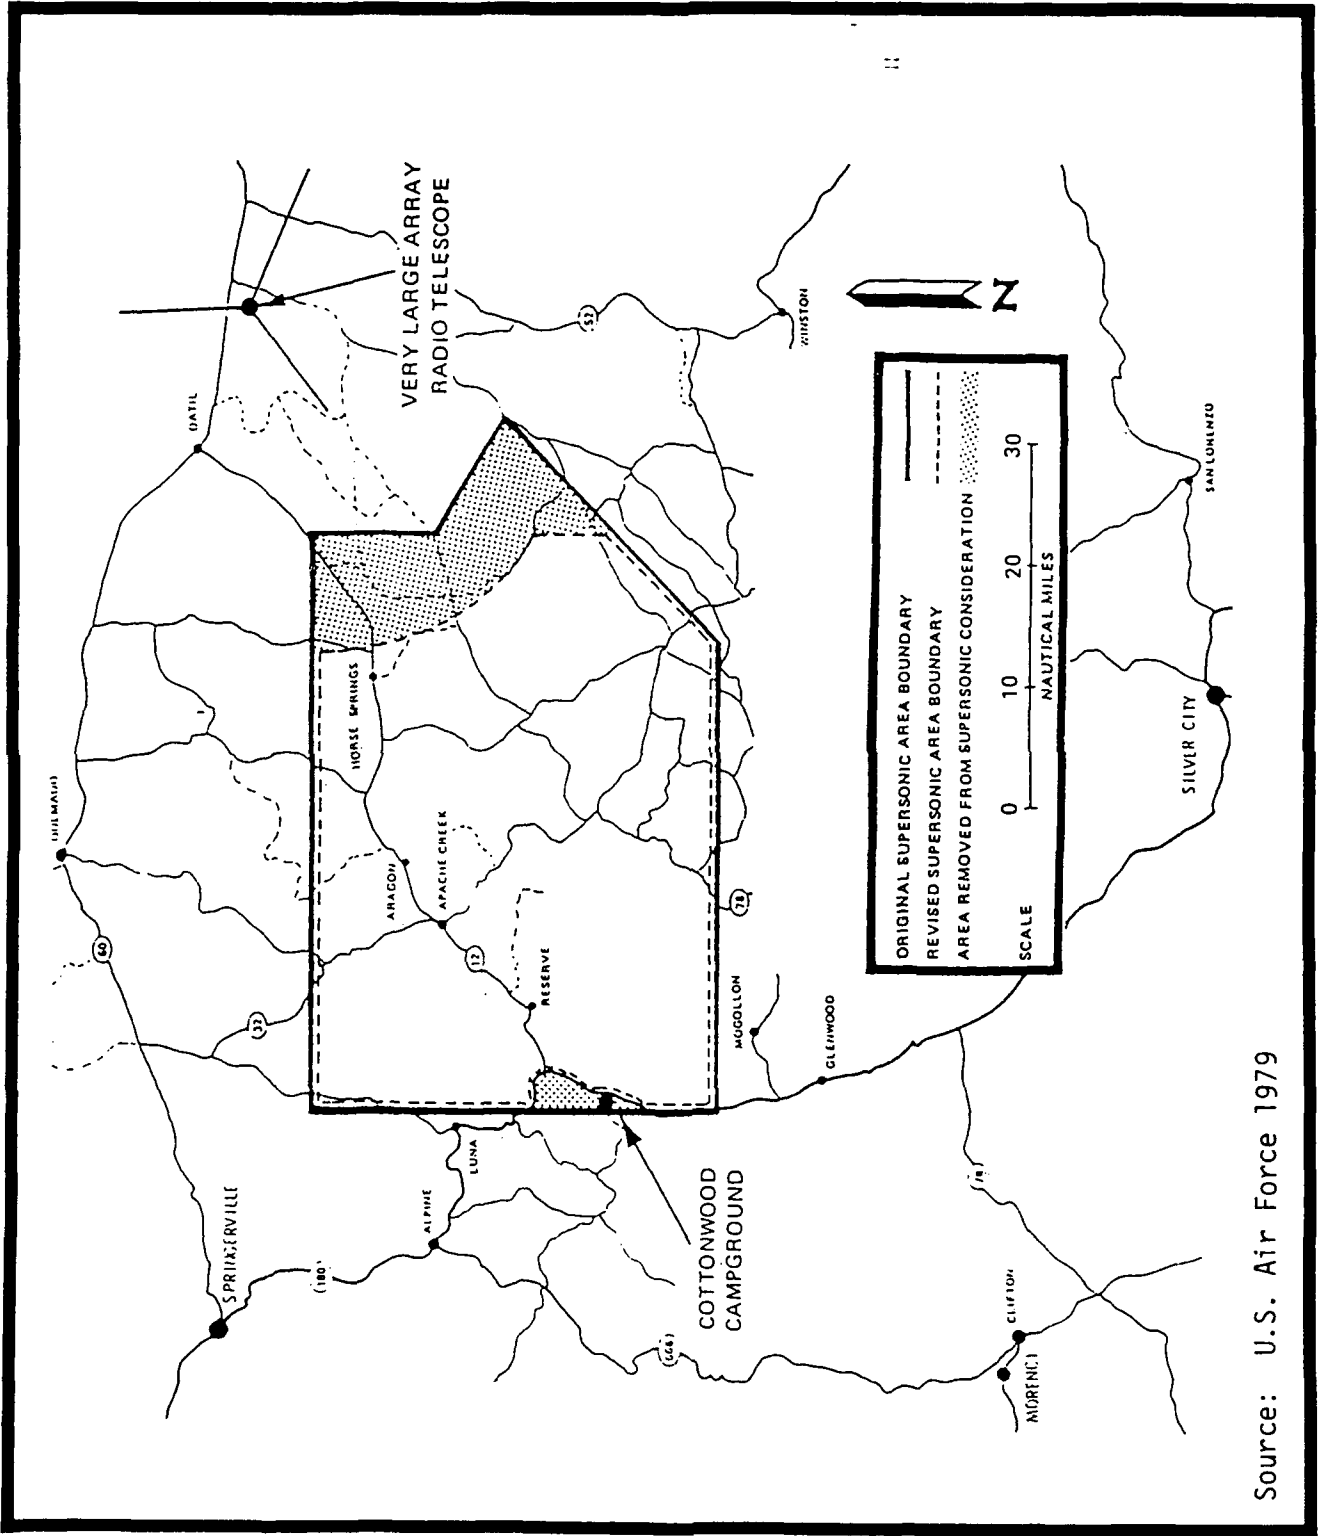 DATIL
VERY LARGE ARRAY
RADIO TELESCOPE
52
WINSTON
HORSE SPRINGS
ARAGON
APACHE CREEK
60
32
12
RESERVE
78
MOGOLLON
GLENWOOD
SPRINGERVILLE
180
ALPINE
LUNA
COTTONWOOD
CAMPGROUND
666
78
CLIFTON
MORENCI
SILVER CITY
SAN LORENZO
N
ORIGINAL SUPERSONIC AREA BOUNDARY
REVISED SUPERSONIC AREA BOUNDARY
AREA REMOVED FROM SUPERSONIC CONSIDERATION
SCALE
0 10 20 30
NAUTICAL MILES
Source: U.S. Air Force 1979